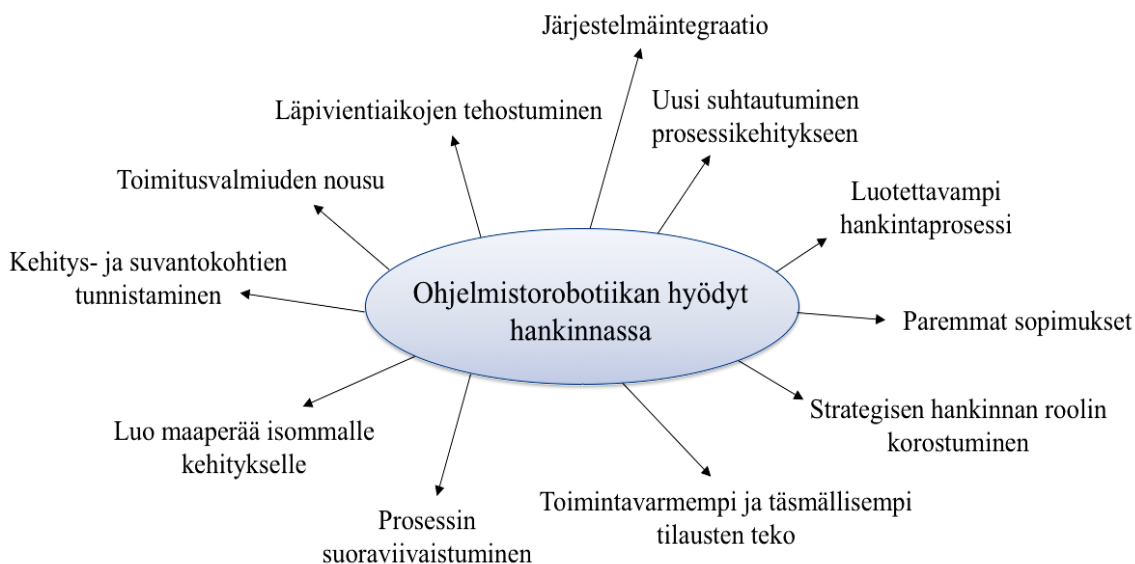 Järjestelmäintegraatio
Uusi suhtautuminen
prosessikehitykseen
Läpivientiaikojen tehostuminen
Toimitusvalmiuden nousu
Luotettavampi
hankintaprosessi
Kehitys- ja suvantokohtien
tunnistaminen
Ohjelmistorobotiikan hyödyt
hankinnassa
Paremmat sopimukset
Strategisen hankinnan roolin
korostuminen
Luo maaperää isommalle
kehitykselle
Toimintavarmempi ja täsmällisempi
tilausten teko
Prosessin
suoraviivaistuminen